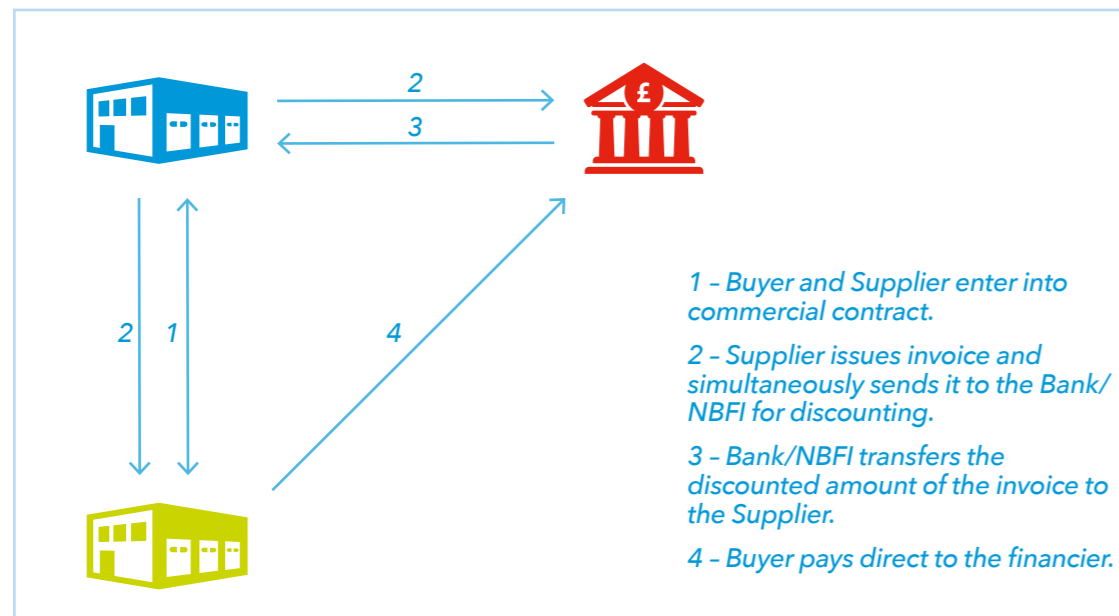 2
£
3
2
1
4
1 – Buyer and Supplier enter into
commercial contract.
2 – Supplier issues invoice and
simultaneously sends it to the Bank/
NBFI for discounting.
3 – Bank/NBFI transfers the
discounted amount of the invoice to
the Supplier.
4 – Buyer pays direct to the financier.